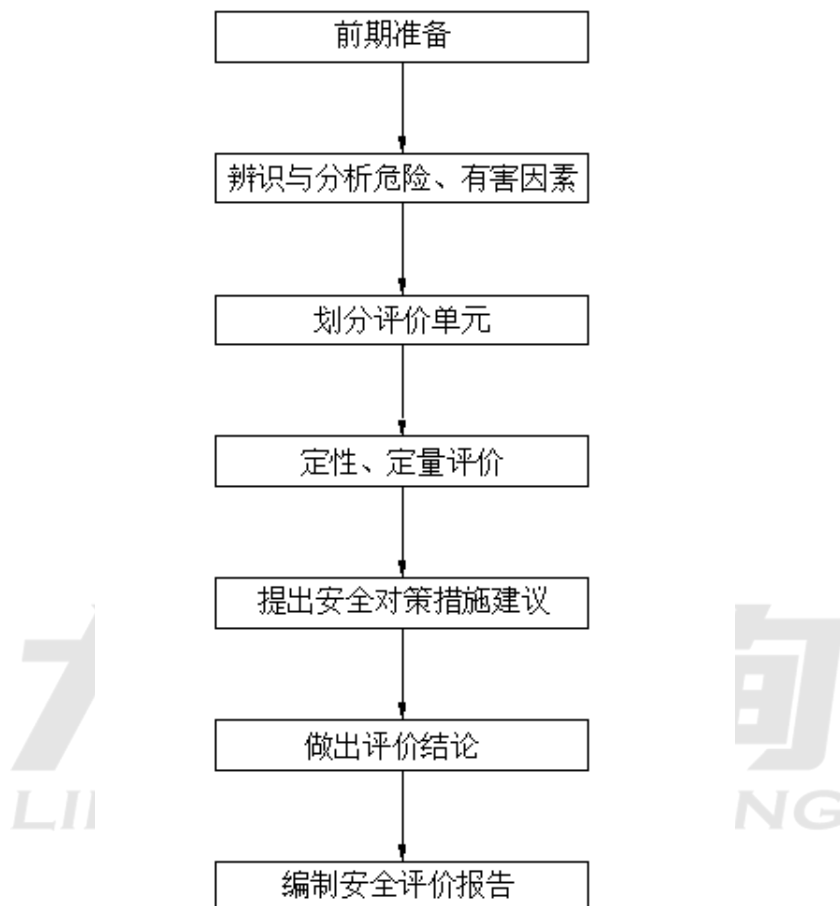 前期准备
辨识与分析危险、有害因素
划分评价单元
定性、定量评价
提出安全对策措施建议
做出评价结论
编制安全评价报告